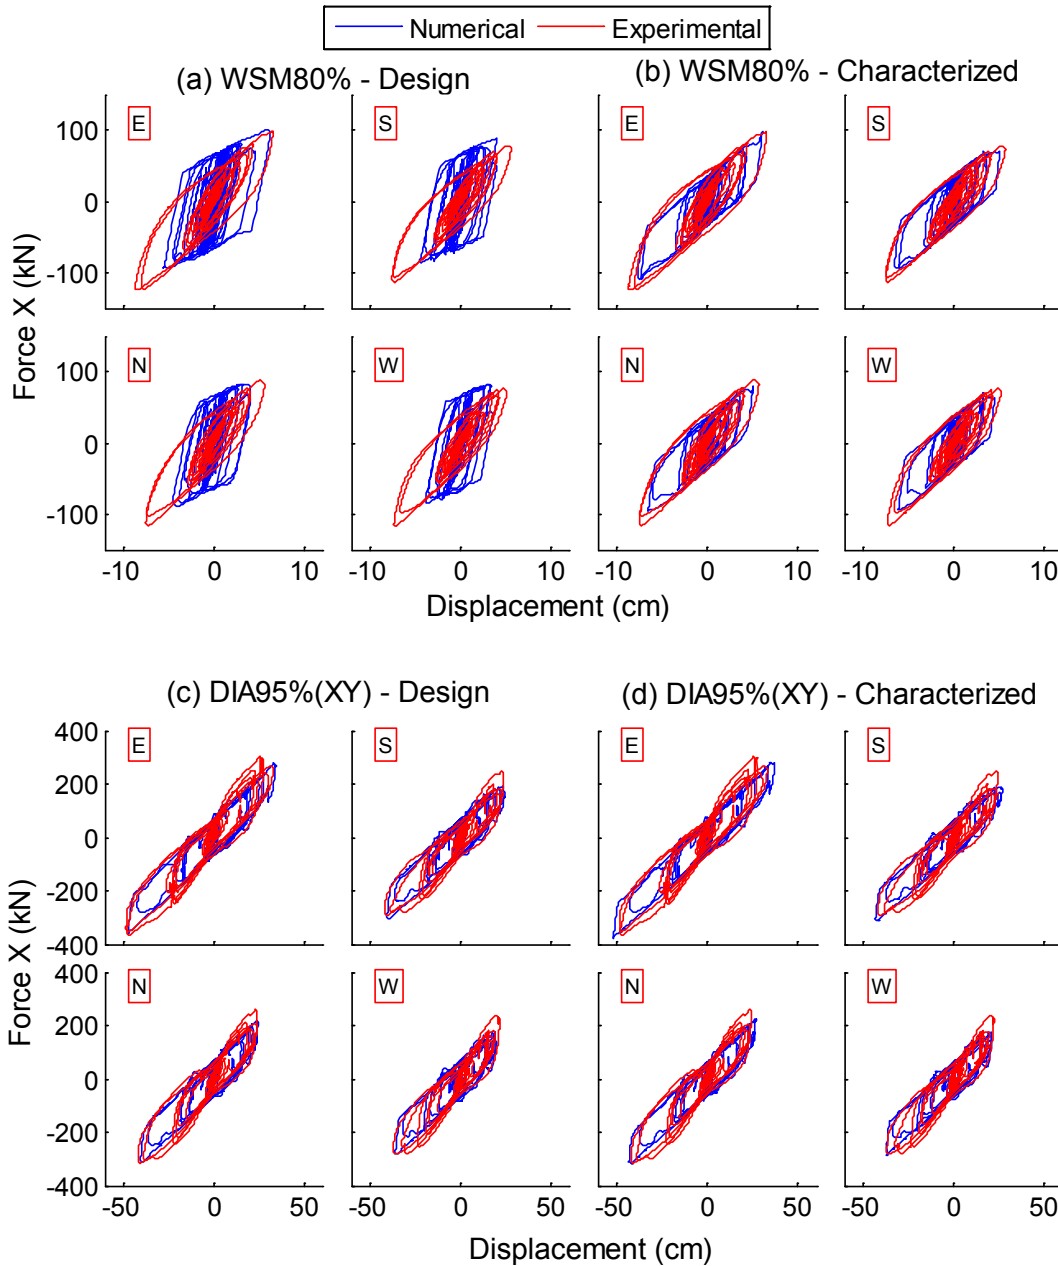 Numerical Experimental
(a) WSM80% - Design
(b) WSM80% - Characterized
E S E S
100
0
-100
N W N W
100
0
-100
Force X (kN)
-10 0 10 -10 0 10 -10 0 10 -10 0 10
Displacement (cm)
(c) DIA95%(XY) - Design
(d) DIA95%(XY) - Characterized
E S E S
400
200
0
-200
-400
N W N W
400
200
0
-200
-400
Force X (kN)
-50 0 50 -50 0 50 -50 0 50 -50 0 50
Displacement (cm)